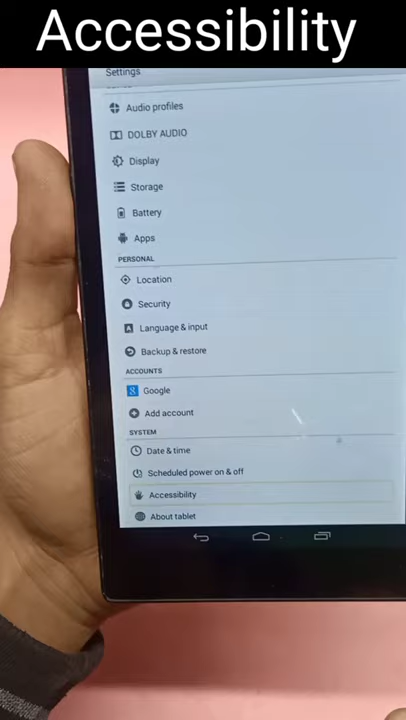 Accessibility
Settings
Audio profiles
DOLBY AUDIO
Display
Storage
Battery
Apps
PERSONAL
Location
Security
Language & input
Backup & restore
ACCOUNTS
Google
Add account
SYSTEM
Date & time
Scheduled power on & off
Accessibility
About tablet